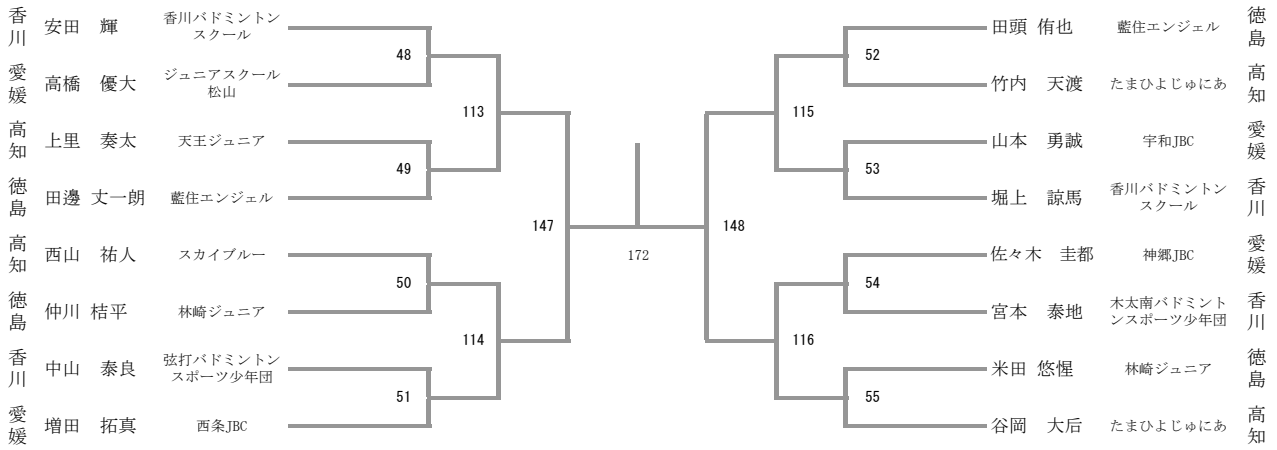 香川 安田 輝 香川バドミントン
スクール
48
愛媛 高橋 優大 ジュニアスクール
松山
113
高知 上里 奏太 天王ジュニア
49
徳島 田邊 丈一朗 藍住エンジェル
147
高知 西山 祐人 スカイブルー
50
徳島 仲川 桔平 林崎ジュニア
114
香川 中山 泰良 弦打バドミントン
スポーツ少年団
51
愛媛 増田 拓真 西条JBC
172
田頭 侑也 藍住エンジェル 徳島
52
竹内 天渡 たまひよじゅにあ 高知
115
山本 勇誠 宇和JBC 愛媛
53
堀上 諒馬 香川バドミントン
スクール 香川
148
佐々木 圭都 神郷JBC 愛媛
54
宮本 泰地 木太南バドミント
ンスポーツ少年団 香川
116
米田 悠惺 林崎ジュニア 徳島
55
谷岡 大后 たまひよじゅにあ 高知